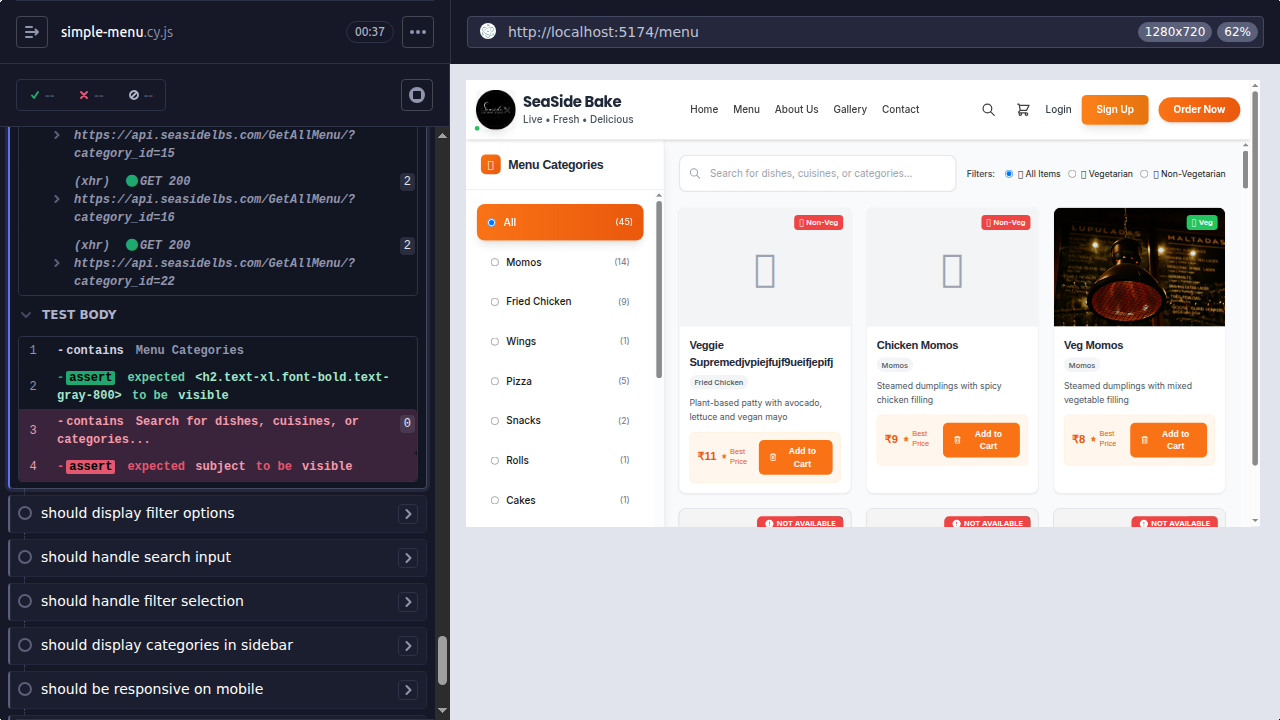 simple-menu.cy.js
00:37
--
--
--
https://api.seasidelbs.com/GetAllMenu/?
category_id=15
(xhr) GET 200
2
https://api.seasidelbs.com/GetAllMenu/?
category_id=16
(xhr) GET 200
2
https://api.seasidelbs.com/GetAllMenu/?
category_id=22
TEST BODY
1 -contains Menu Categories
2 -assert expected <h2.text-xl.font-bold.text-
gray-800> to be visible
3 -contains Search for dishes, cuisines, or
categories...
0
4 -assert expected subject to be visible
should display filter options
should handle search input
should handle filter selection
should display categories in sidebar
should be responsive on mobile
http://localhost:5174/menu
1280x720
62%
SeaSide Bake
Live • Fresh • Delicious
Home
Menu
About Us
Gallery
Contact
Login
Sign Up
Order Now
Menu Categories
All (45)
Momos (14)
Fried Chicken (9)
Wings (1)
Pizza (5)
Snacks (2)
Rolls (1)
Cakes (1)
Search for dishes, cuisines, or categories...
Filters:
All Items
Vegetarian
Non-Vegetarian
Non-Veg
Veggie
Supremedjvpiejfuijf9ueifjepifj
Fried Chicken
Plant-based patty with avocado,
lettuce and vegan mayo
₹11
Best
Price
Add to
Cart
Non-Veg
Chicken Momos
Momos
Steamed dumplings with spicy
chicken filling
₹9
Best
Price
Add to
Cart
Veg
LUPULADAS
MALTADAS
Veg Momos
Momos
Steamed dumplings with mixed
vegetable filling
₹8
Best
Price
Add to
Cart
NOT AVAILABLE
NOT AVAILABLE
NOT AVAILABLE